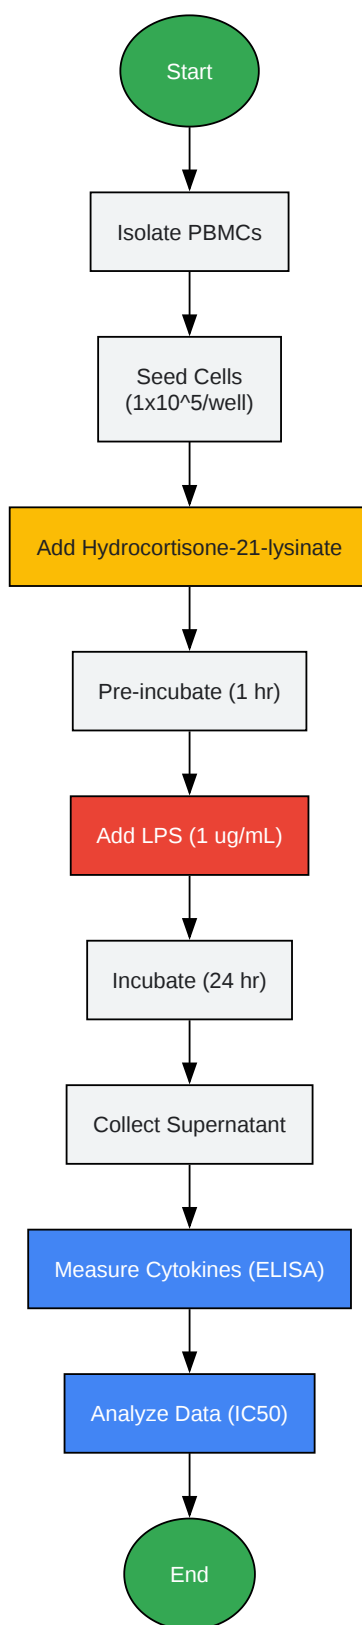 Start
Isolate PBMCs
Seed Cells
(1x10^5/well)
Add Hydrocortisone-21-lysinate
Pre-incubate (1 hr)
Add LPS (1 ug/mL)
Incubate (24 hr)
Collect Supernatant
Measure Cytokines (ELISA)
Analyze Data (IC50)
End